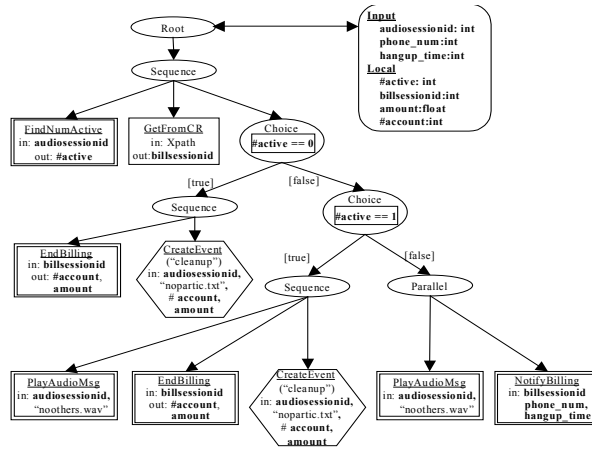 Root
Input
audiosessionid: int
phone_num:int
hangup_time:int
Local
#active: int
billsessionid:int
amount:float
#account:int
Sequence
FindNumActive
in: audiosessionid
out: #active
GetFromCR
in: Xpath
out:billsessionid
Choice
#active == 0
[true]
[false]
Sequence
Choice
#active == 1
EndBilling
in: billsessionid
out: #account,
amount
CreateEvent
("cleanup")
in: audiosessionid,
"nopartic.txt",
# account,
amount
[true]
[false]
Sequence
Parallel
PlayAudioMsg
in: audiosessionid,
"noothers.wav"
EndBilling
in: billsessionid
out: #account,
amount
CreateEvent
("cleanup")
in: audiosessionid,
"nopartic.txt",
# account,
amount
PlayAudioMsg
in: audiosessionid,
"noothers.wav"
NotifyBilling
in: billsessionid
phone_num,
hangup_time